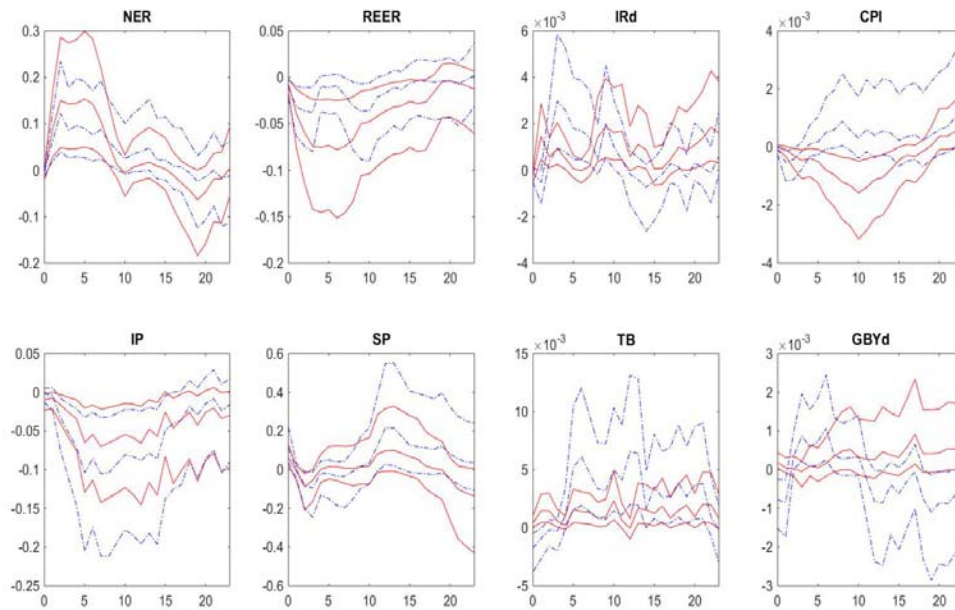 NER REER IRd CPI
×10⁻³ ×10⁻³
0.3 0.05 6 4
0.2 0 4 2
0.1 -0.05 2 0
0 -0.1 0 -2
-0.1 -0.15 -2 -4
-0.2 -0.2 -4
0 5 10 15 20 0 5 10 15 20 0 5 10 15 20 0 5 10 15 20
IP SP TB GBYd
×10⁻³ ×10⁻³
0.05 0.6 15 3
0 0.4 10 2
-0.05 0.2 5 1
-0.1 0 0 0
-0.15 -0.2 -5 -1
-0.2 -0.4 -2
-0.25 -0.6 -3
0 5 10 15 20 0 5 10 15 20 0 5 10 15 20 0 5 10 15 20